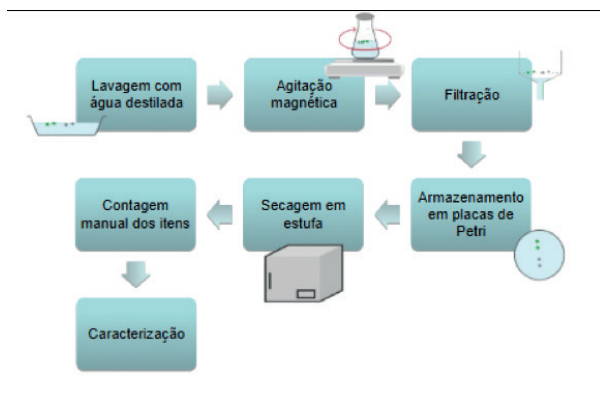 Lavagem com
água destilada
Agitação
magnética
Filtração
Armazenamento
em placas de
Petri
Secagem em
estufa
Contagem
manual dos itens
Caracterização